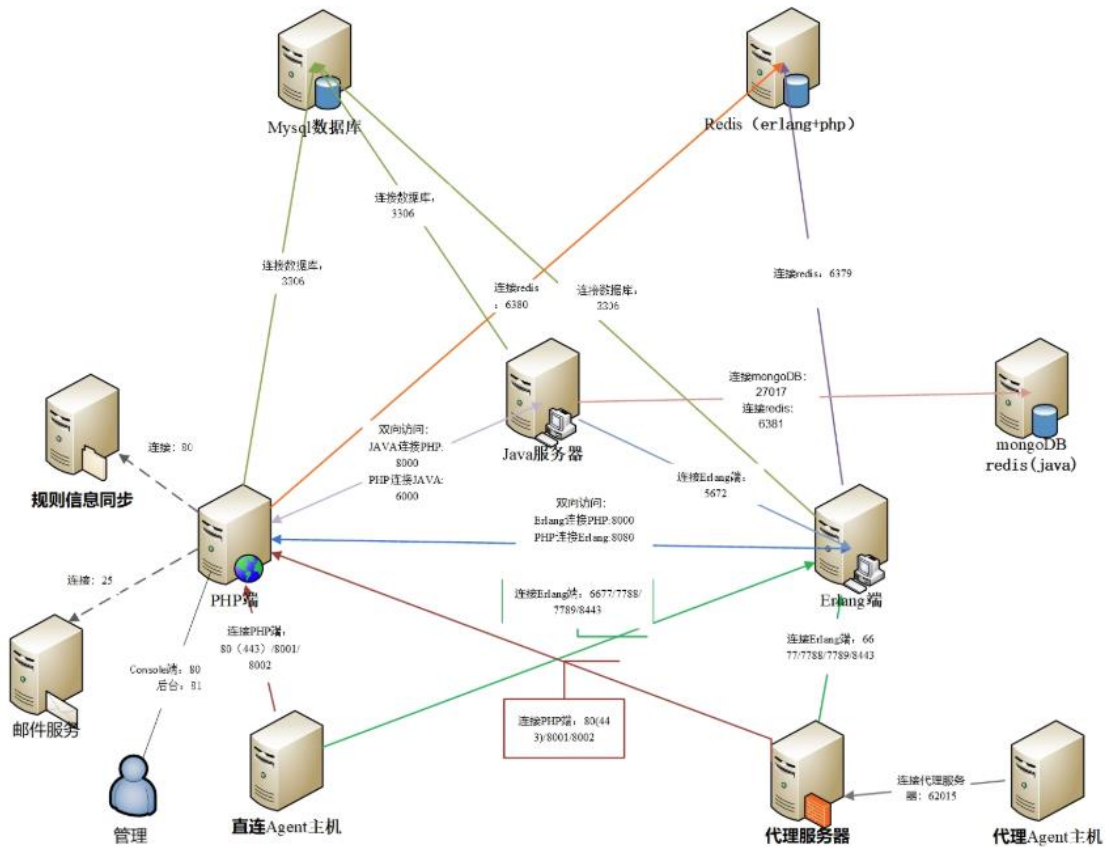 Mysql数据库
Redis（erlang+php）
连接数据库：
3306
连接数据库：
3306
连接redis
：6380
连接数据库：
3306
连接redis：6379
连接mongoDB：
27017
连接redis:
6381
mongoDB
redis(java)
Java服务器
双向访问：
JAVA连接PHP:
8000
PHP连接JAVA:
6000
连接：80
规则信息同步
连接Erlang端：
5672
双向访问：
Erlang连接PHP:8000
PHP连接Erlang:8080
PHP端
Erlang端
连接：25
连接Erlang端：6677/7788/
7789/8443
连接PHP端：
80（443）/8001/
8002
连接Erlang端：66
77/7788/7789/8443
Console端：80
后台：81
邮件服务
连接PHP端：80(44
3)/8001/8002
连接代理服务
器：62015
管理
直连Agent主机
代理服务器
代理Agent主机